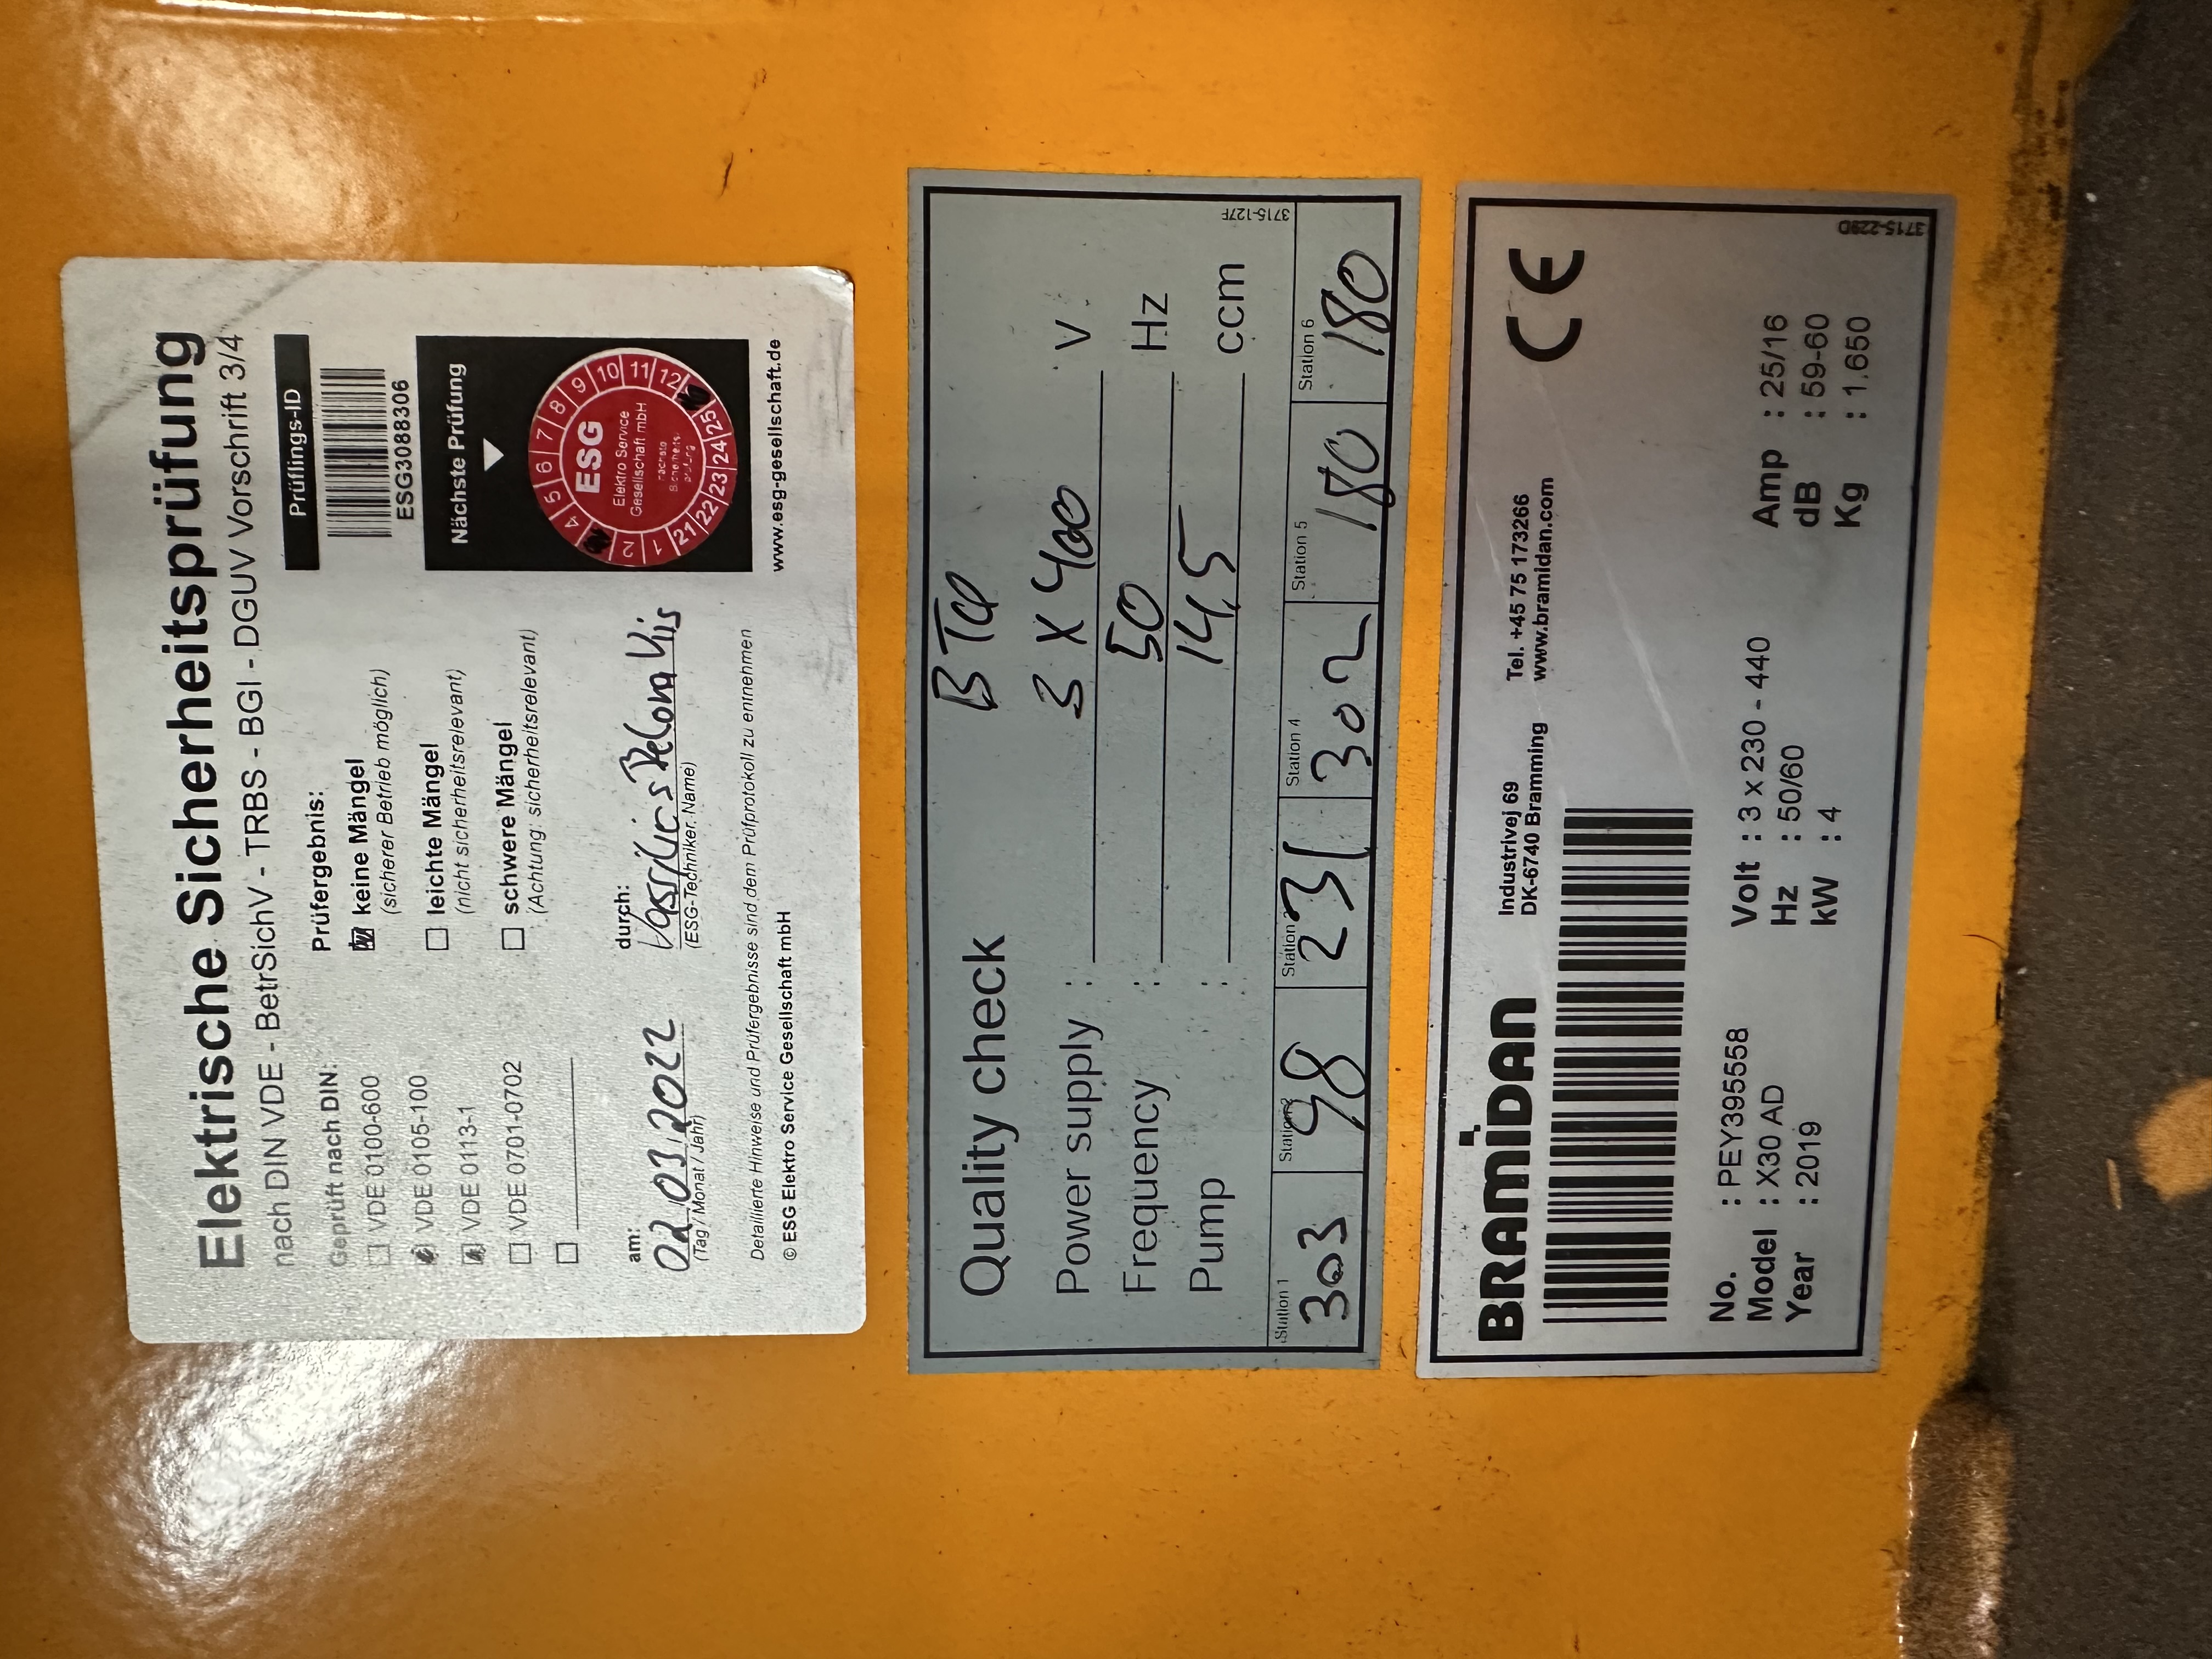 Elektrische Sicherheitsprüfung
nach DIN VDE - BetrSichV - TRBS - BGI - DGUV Vorschrift 3/4
Geprüft nach DIN:
VDE 0100-600
VDE 0105-100
VDE 0113-1
VDE 0701-0702
Prüfergebnis:
keine Mängel
(sicherer Betrieb möglich)
leichte Mängel
(nicht sicherheitsrelevant)
schwere Mängel
(Achtung: sicherheitsrelevant)
Prüflings-ID
ESG3088306
Nächste Prüfung
1 2 4 5 6 7 8 9 10 11 12
21 22 23 24 25
ESG
Elektro Service
Gesellschaft mbH
nächste
Sicherheits-
prüfung
www.esg-gesellschaft.de
am:
02.03.2022
(Tag / Monat / Jahr)
durch:
(ESG-Techniker, Name)
Detaillierte Hinweise und Prüfergebnisse sind den Prüfprotokoll zu entnehmen
© ESG Elektro Service Gesellschaft mbH
Quality check
Power supply : 3 x 400 V
Frequency : 50 Hz
Pump : 14,5 ccm
3715-127F
Station 1 Station 2 Station Station 4 Station 5 Station 6
303 98 231 302 180 180
BRAMIDAN
Industrivej 69
DK-6740 Bramming
Tel. +45 75 173266
www.bramidan.com
CE
No. : PEY395558
Model : X30 AD
Year : 2019
Volt : 3 x 230 - 440
Hz : 50/60
kW : 4
Amp : 25/16
dB : 59-60
Kg : 1.650
3715-229D